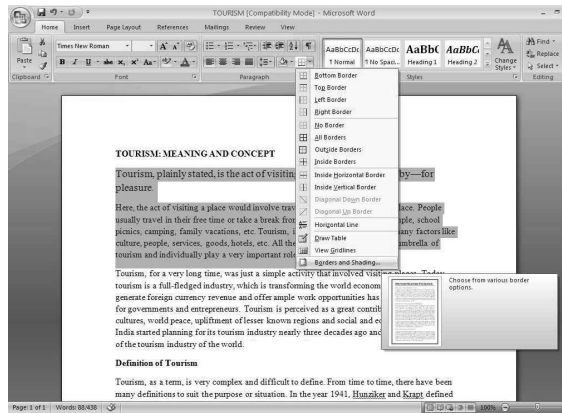 TOURISM [Compatibility Mode] - Microsoft Word
Home Insert Page Layout References Mailings Review View
Times New Roman
Paste
B I U abc x, x² Aa A
AaBbCcDc AaBbCcDc AaBbC AaBbC
¶ Normal ¶ No Spaci... Heading 1 Heading 2
Change Styles
Find
Replace
Select
Clipboard Font Paragraph Styles Editing
Bottom Border
Top Border
Left Border
Right Border
No Border
All Borders
Outside Borders
Inside Borders
Inside Horizontal Border
Inside Vertical Border
Diagonal Down Border
Diagonal Up Border
Horizontal Line
Draw Table
View Gridlines
Borders and Shading...
Choose from various border
options.
TOURISM: MEANING AND CONCEPT
Tourism, plainly stated, is the act of visiting by—for
pleasure.
Here, the act of visiting a place would involve People
usually travel in their free time or take a break school
picnics, camping, family vacations, etc. Tourism, factors like
culture, people, services, goods, hotels, etc. All of
tourism and individually play a very important
Tourism, for a very long time, was just a simple activity that involved visiting places. Today
tourism is a full-fledged industry, which is transforming the world
generate foreign currency revenue and offer ample work opportunities has
for governments and entrepreneurs. Tourism is perceived as a great
cultures, world peace, upliftment of lesser known regions and social and
India started planning for its tourism industry nearly three decades ago and
of the tourism industry of the world.
Definition of Tourism
Tourism, as a term, is very complex and difficult to define. From time to time, there have been
many definitions to suit the purpose or situation. In the year 1941, Hunziker and Krapt defined
Page: 1 of 1 Words: 88/438 100%